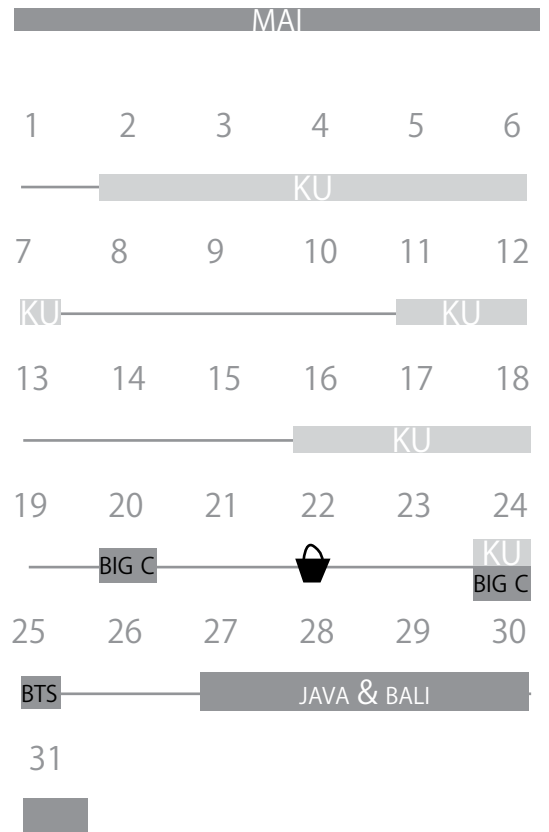 MAI
1 2 3 4 5 6
KU
7 8 9 10 11 12
KU KU
13 14 15 16 17 18
KU
19 20 21 22 23 24
BIG C KU
BIG C
25 26 27 28 29 30
BTS JAVA & BALI
31